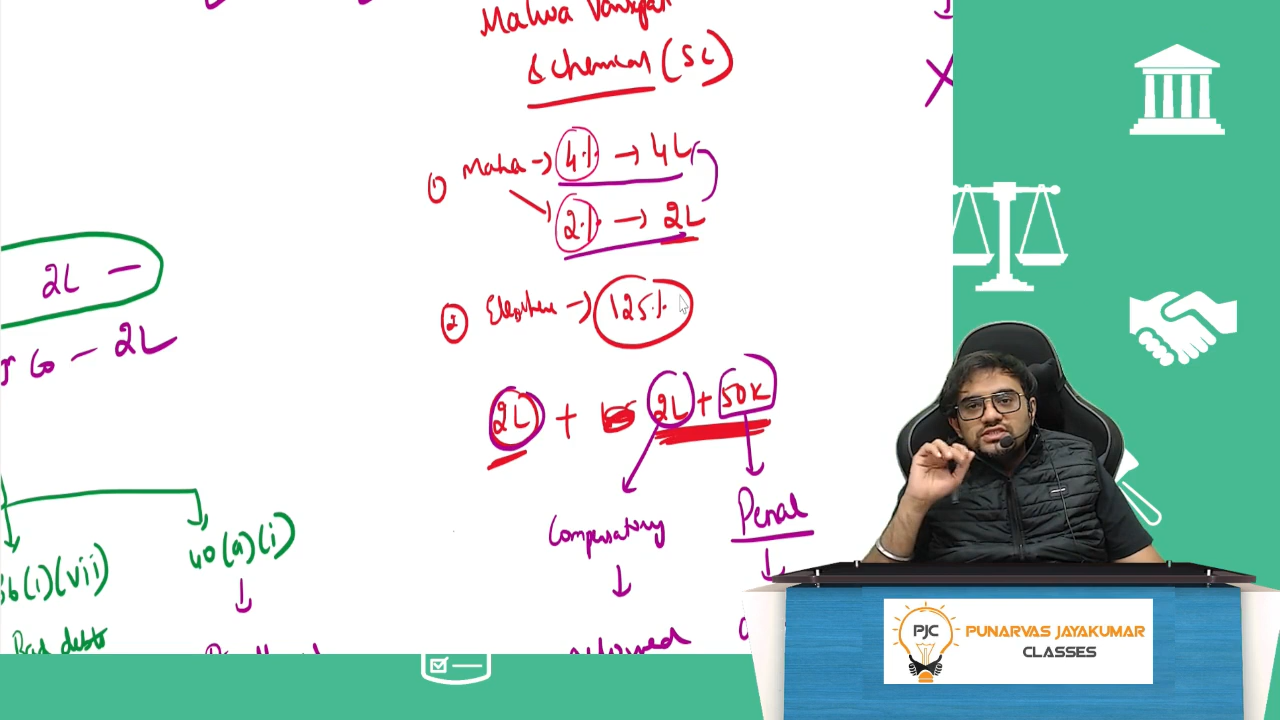 Malwa Vanaspati
& Chemical (SC)
① Maha → 4% → 4L
2% → 2L
② Elsewhere → 125%
2L + 2L + 50K
Compensatory
Penal
2L —
— 2L
36(1)(vii)
Bad debts
40(a)(i)
PJC
PUNARVAS JAYAKUMAR
CLASSES